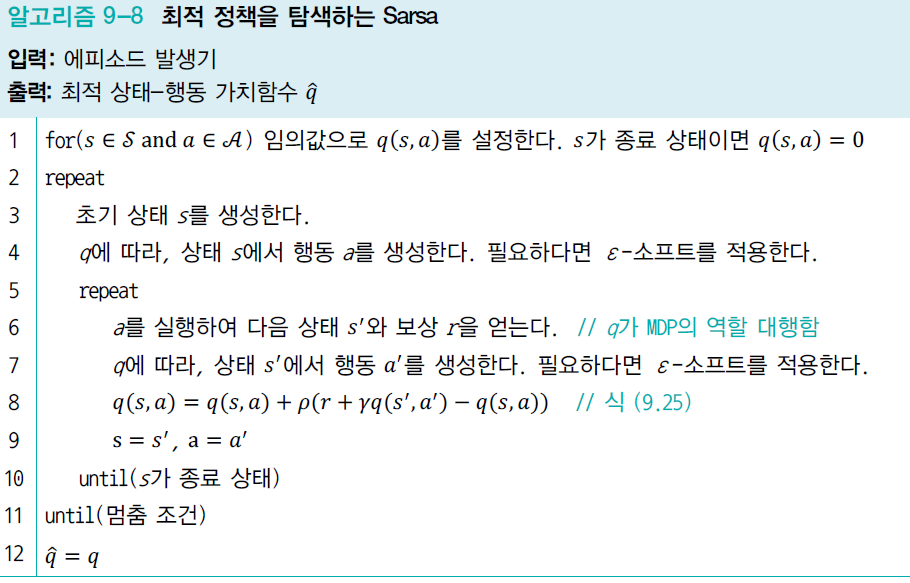 알고리즘 9-8 최적 정책을 탐색하는 Sarsa
입력: 에피소드 발생기
출력: 최적 상태-행동 가치함수 q̂
1 for(s ∈ 𝒮 and a ∈ 𝒜) 임의값으로 q(s, a)를 설정한다. s가 종료 상태이면 q(s, a) = 0
2 repeat
3 초기 상태 s를 생성한다.
4 q에 따라, 상태 s에서 행동 a를 생성한다. 필요하다면 ε-소프트를 적용한다.
5 repeat
6 a를 실행하여 다음 상태 s′와 보상 r을 얻는다. // q가 MDP의 역할 대행함
7 q에 따라, 상태 s′에서 행동 a′를 생성한다. 필요하다면 ε-소프트를 적용한다.
8 q(s, a) = q(s, a) + ρ(r + γq(s′, a′) − q(s, a)) // 식 (9.25)
9 s = s′, a = a′
10 until(s가 종료 상태)
11 until(멈춤 조건)
12 q̂ = q